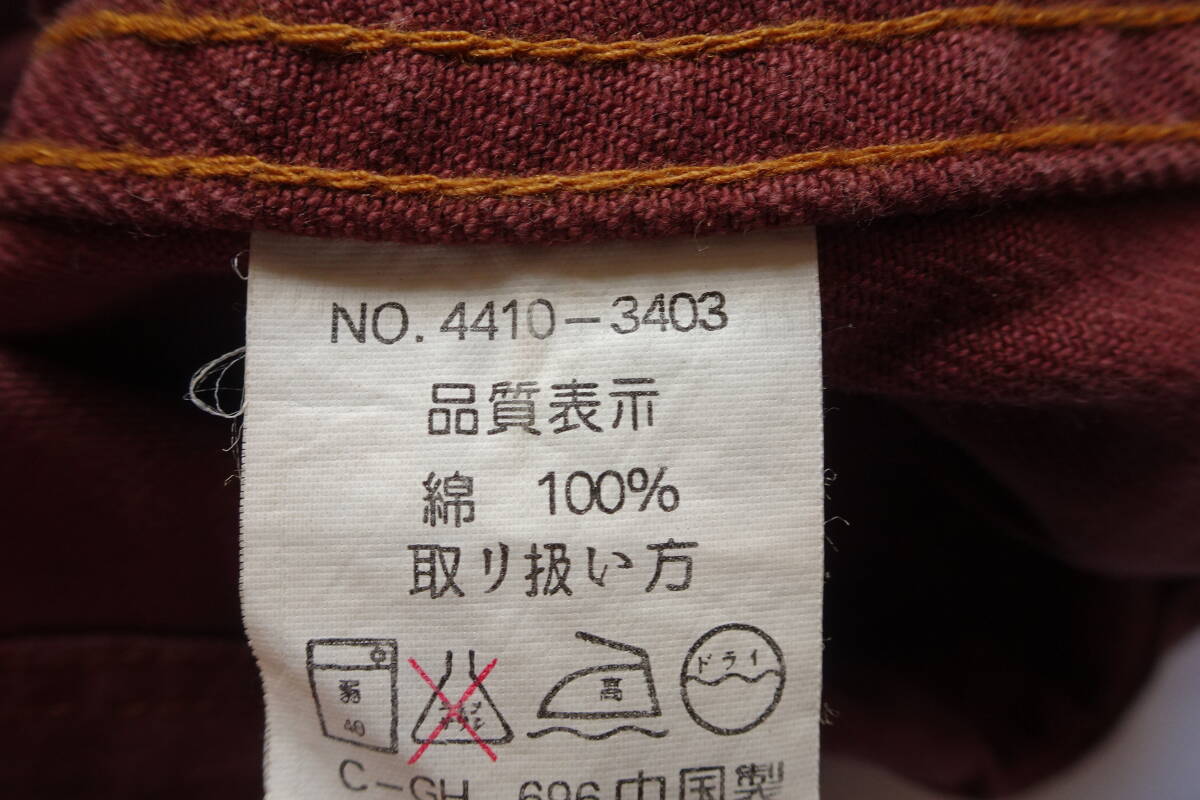 NO. 4410-3403
品質表示
綿 100%
取り扱い方
弱 40 高 ドライ
C-GH 696 中国製